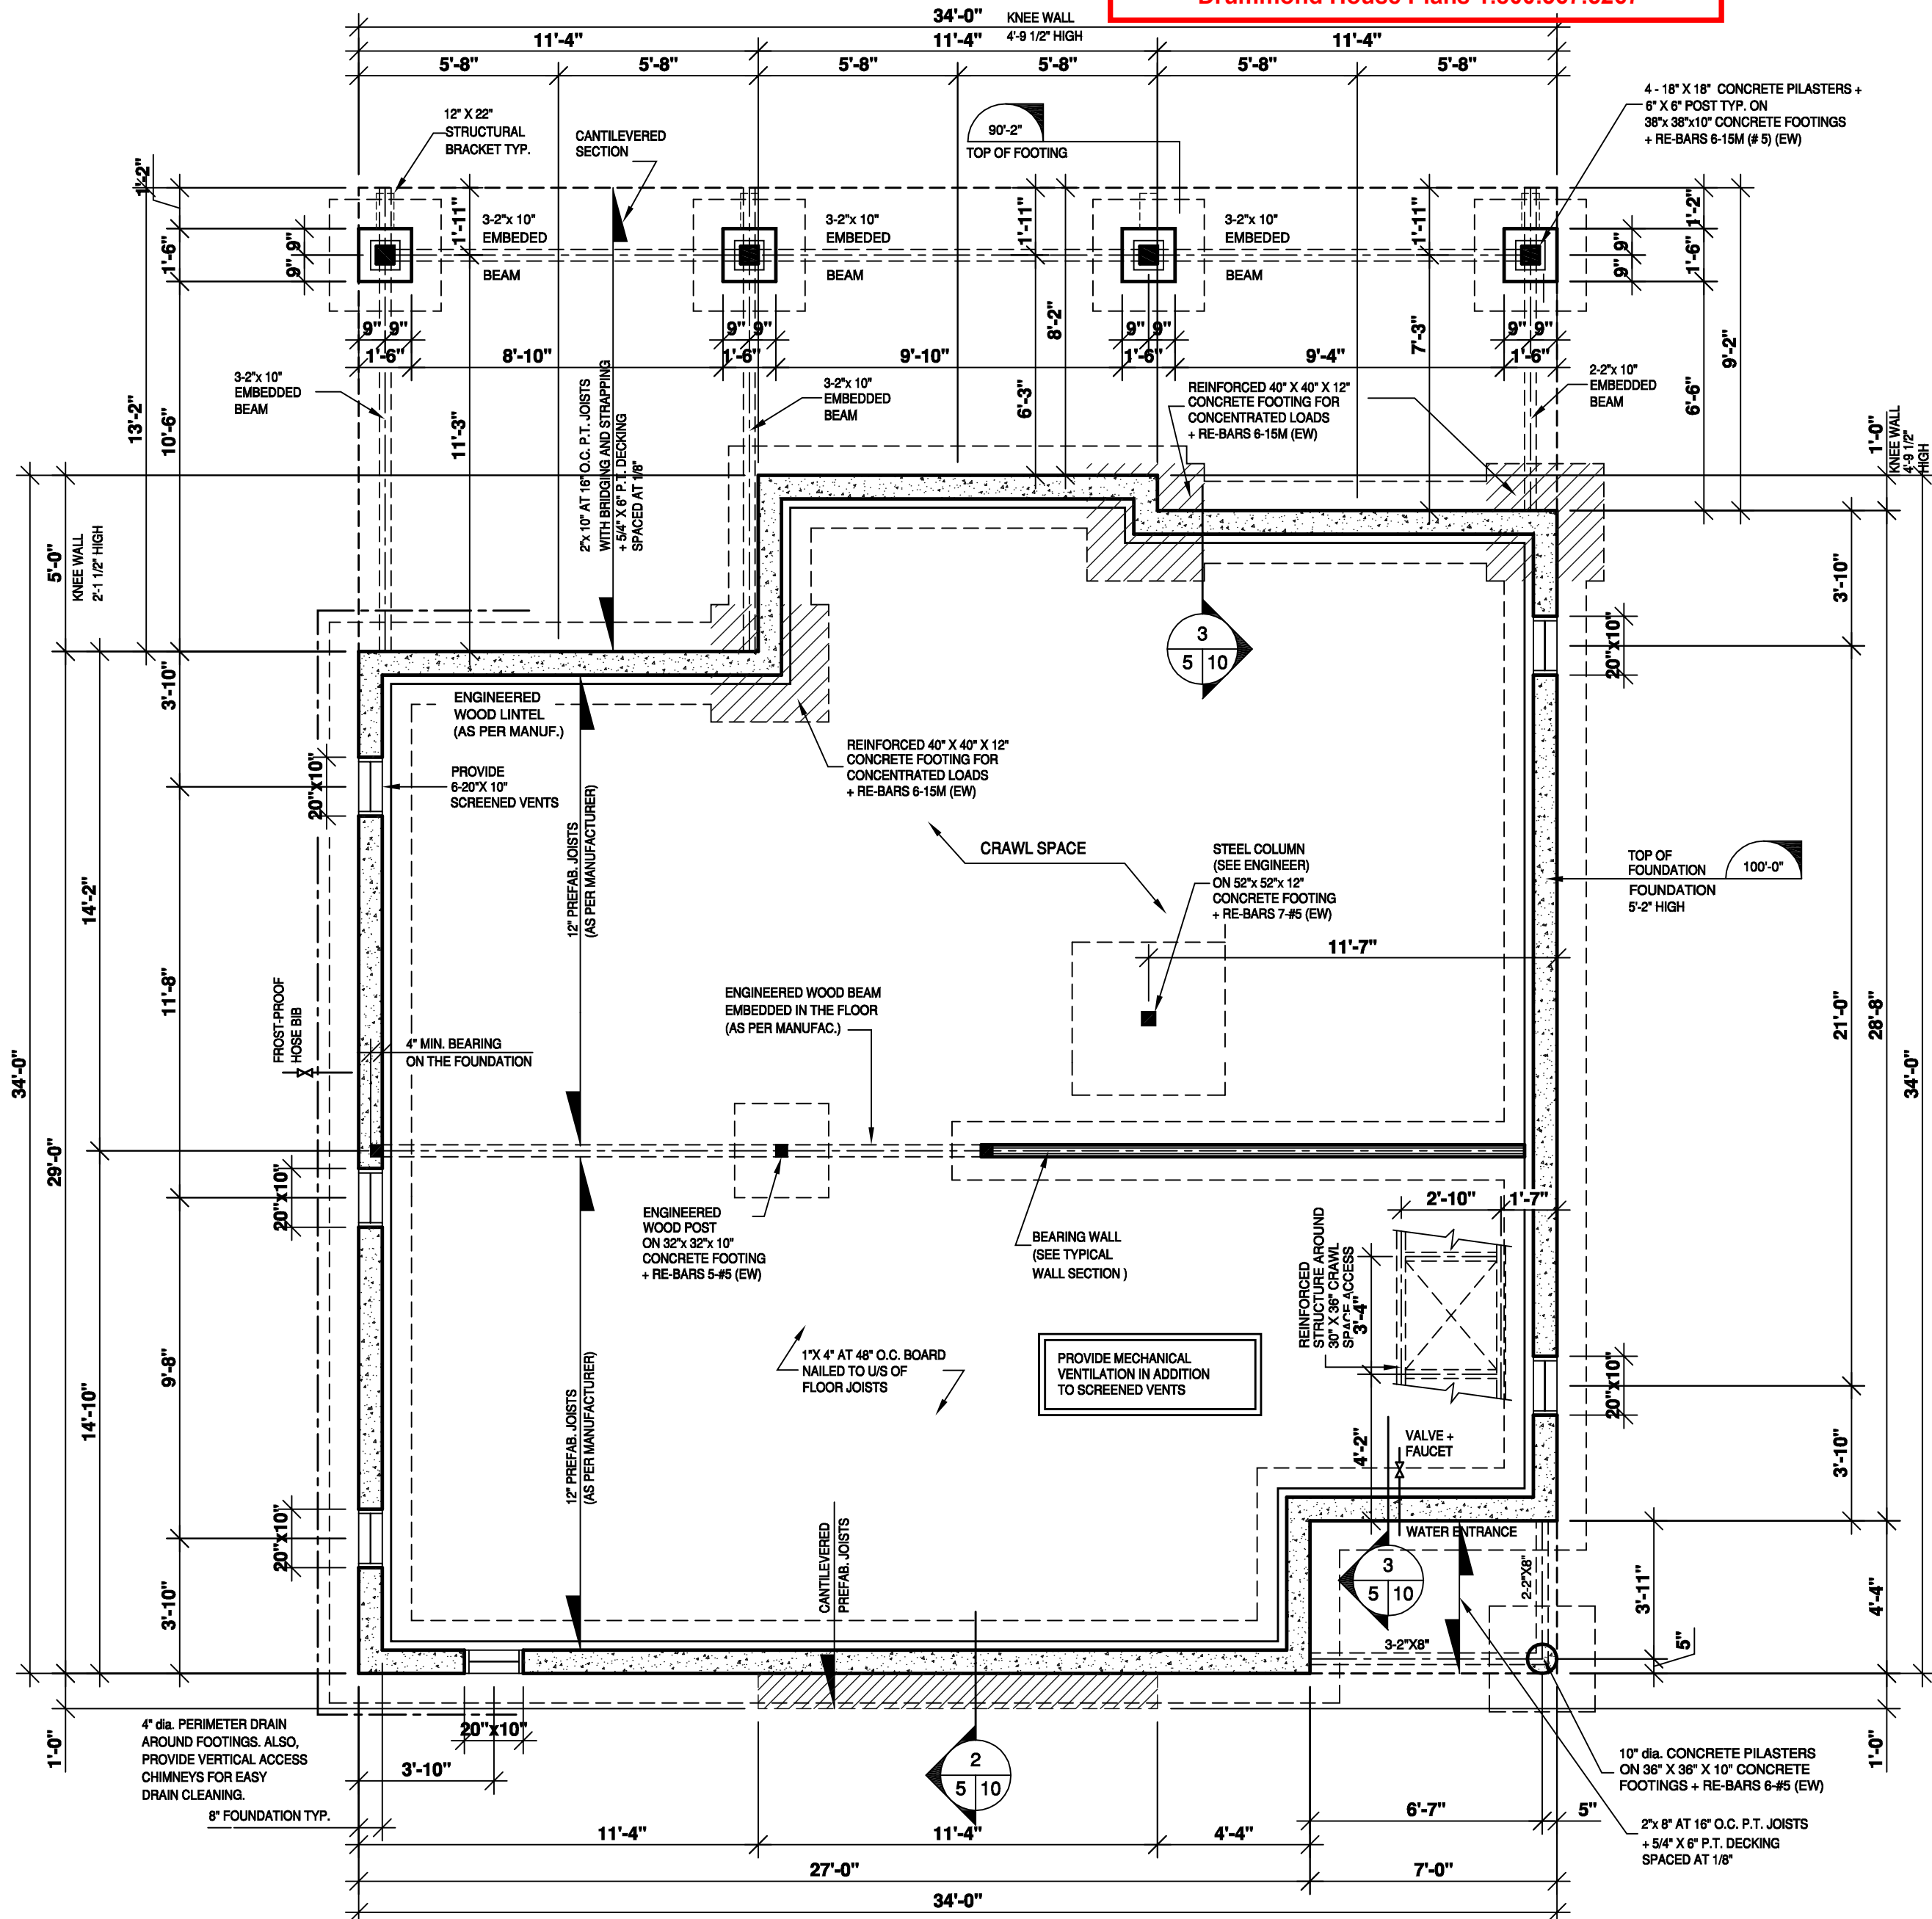 34'-0"
KNEE WALL
4'-9 1/2" HIGH
11'-4"
11'-4"
11'-4"
5'-8"
5'-8"
5'-8"
5'-8"
5'-8"
5'-8"
12" X 22"
STRUCTURAL
BRACKET TYP.
CANTILEVERED
SECTION
90'-2"
TOP OF FOOTING
4 - 18" X 18" CONCRETE PILASTERS +
6" X 6" POST TYP. ON
38"x 38"x10" CONCRETE FOOTINGS
+ RE-BARS 6-15M (# 5) (EW)
1'-2"
1'-6"
9"
9"
1'-11"
3-2"x 10"
EMBEDED
BEAM
3-2"x 10"
EMBEDED
BEAM
1'-11"
3-2"x 10"
EMBEDED
BEAM
1'-11"
9"
9"
1'-2"
1'-6"
9"
9"
9"
9"
9"
9"
9"
9"
1'-6"
8'-10"
1'-6"
9'-10"
1'-6"
9'-4"
1'-6"
8'-2"
7'-3"
9'-2"
6'-6"
6'-3"
11'-3"
13'-2"
10'-6"
3-2"x 10"
EMBEDDED
BEAM
3-2"x 10"
EMBEDDED
BEAM
2-2"x 10"
EMBEDDED
BEAM
2"x 10" AT 16" O.C. P.T. JOISTS
WITH BRIDGING AND STRAPPING
+ 5/4" X 6" P.T. DECKING
SPACED AT 1/8"
REINFORCED 40" X 40" X 12"
CONCRETE FOOTING FOR
CONCENTRATED LOADS
+ RE-BARS 6-15M (EW)
1'-0"
KNEE WALL
4'-9 1/2"
HIGH
5'-0"
KNEE WALL
2'-1 1/2" HIGH
3'-10"
3'-10"
20"x10"
20"x10"
3
5
10
ENGINEERED
WOOD LINTEL
(AS PER MANUF.)
PROVIDE
6-20"X 10"
SCREENED VENTS
REINFORCED 40" X 40" X 12"
CONCRETE FOOTING FOR
CONCENTRATED LOADS
+ RE-BARS 6-15M (EW)
12" PREFAB. JOISTS
(AS PER MANUFACTURER)
CRAWL SPACE
STEEL COLUMN
(SEE ENGINEER)
ON 52"x 52"x 12"
CONCRETE FOOTING
+ RE-BARS 7-#5 (EW)
TOP OF
FOUNDATION
100'-0"
FOUNDATION
5'-2" HIGH
14'-2"
11'-8"
11'-7"
ENGINEERED WOOD BEAM
EMBEDDED IN THE FLOOR
(AS PER MANUFAC.)
FROST-PROOF
HOSE BIB
4" MIN. BEARING
ON THE FOUNDATION
34'-0"
29'-0"
21'-0"
28'-8"
34'-0"
20"x10"
ENGINEERED
WOOD POST
ON 32"x 32"x 10"
CONCRETE FOOTING
+ RE-BARS 5-#5 (EW)
BEARING WALL
(SEE TYPICAL
WALL SECTION )
2'-10"
1'-7"
REINFORCED
STRUCTURE AROUND
30" X 36" CRAWL
SPACE ACCESS
3'-4"
1"X 4" AT 48" O.C. BOARD
NAILED TO U/S OF
FLOOR JOISTS
PROVIDE MECHANICAL
VENTILATION IN ADDITION
TO SCREENED VENTS
14'-10"
9'-8"
12" PREFAB. JOISTS
(AS PER MANUFACTURER)
20"x10"
4'-2"
VALVE +
FAUCET
3'-10"
20"x10"
3'-10"
CANTILEVERED
PREFAB. JOISTS
WATER ENTRANCE
3
5
10
2-2"X8"
3-2"X8"
3'-11"
5"
4'-4"
4" dia. PERIMETER DRAIN
AROUND FOOTINGS. ALSO,
PROVIDE VERTICAL ACCESS
CHIMNEYS FOR EASY
DRAIN CLEANING.
8" FOUNDATION TYP.
1'-0"
20"x10"
3'-10"
2
5
10
1'-0"
10" dia. CONCRETE PILASTERS
ON 36" X 36" X 10" CONCRETE
FOOTINGS + RE-BARS 6-#5 (EW)
2"x 8" AT 16" O.C. P.T. JOISTS
+ 5/4" X 6" P.T. DECKING
SPACED AT 1/8"
6'-7"
5"
11'-4"
11'-4"
4'-4"
27'-0"
7'-0"
34'-0"